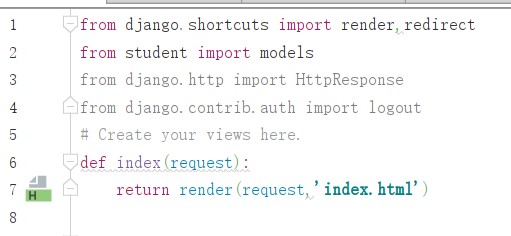 1 from django.shortcuts import render,redirect
2 from student import models
3 from django.http import HttpResponse
4 from django.contrib.auth import logout
5 # Create your views here.
6 def index(request):
7 H return render(request,'index.html')
8